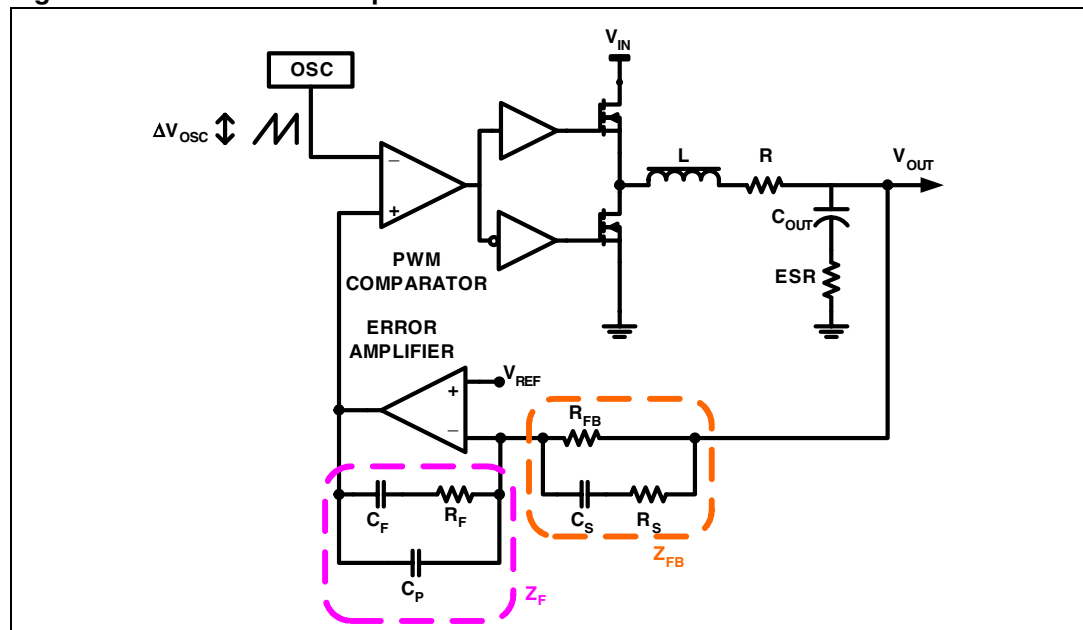 OSC
ΔV_OSC
V_IN
−
+
PWM
COMPARATOR
L
R
V_OUT
C_OUT
ESR
ERROR
AMPLIFIER
V_REF
+
−
R_FB
C_S
R_S
Z_FB
C_F
R_F
C_P
Z_F